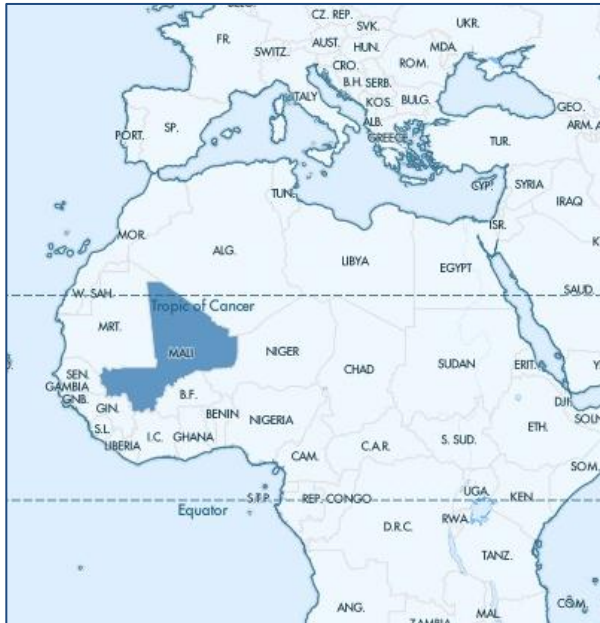 CZ. REP.
UKR.
SVK.
FR.
AUST.
HUN.
MDA.
SWITZ.
CRO.
ROM.
B.H.
SERB.
ITALY
KOS.
BULG.
GEO.
ALB.
ARM.
PORT.
SP.
GREECE
TUR.
TUN.
CYP.
SYRIA
IRAQ
ISR.
MOR.
ALG.
LIBYA
EGYPT
W. SAH.
SAUD.
Tropic of Cancer
MRT.
MALI
NIGER
CHAD
SUDAN
ERIT.
SEN.
GAMBIA
GNB.
B.F.
GIN.
BENIN
DJI.
S.L.
I.C.
GHANA
NIGERIA
ETH.
LIBERIA
C.A.R.
S. SUD.
CAM.
SOM.
S.T.P.
REP. CONGO
UGA.
KEN.
Equator
RWA.
D.R.C.
TANZ.
ANG.
MAL.
COM.